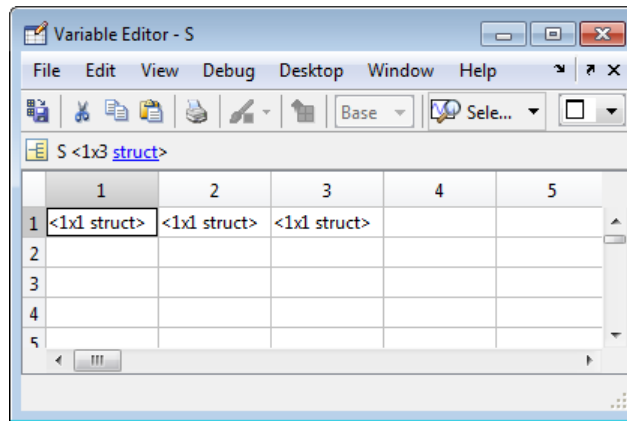 Variable Editor - S
File Edit View Debug Desktop Window Help
Base Sele...
S <1x3 struct>
1 2 3 4 5
1 <1x1 struct> <1x1 struct> <1x1 struct>
2
3
4
5